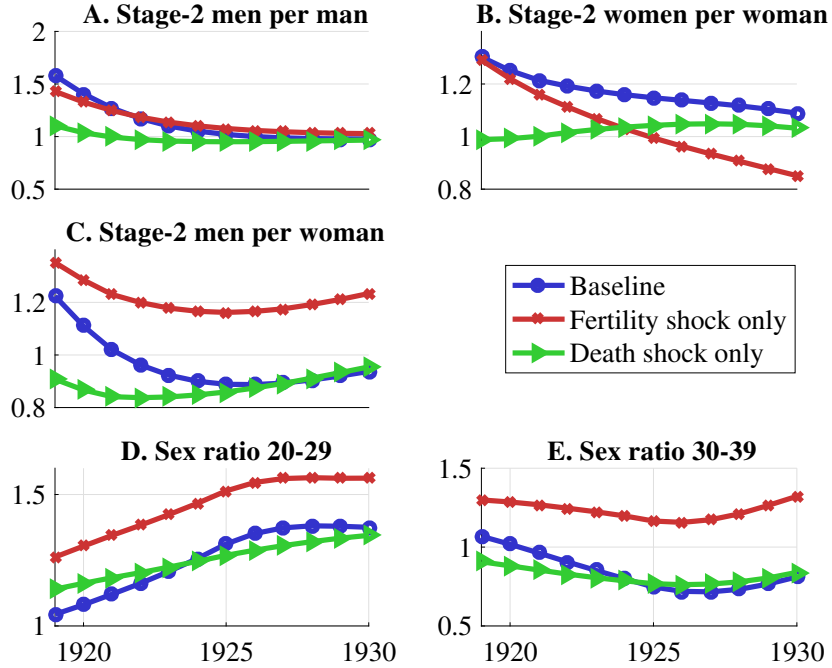 A. Stage-2 men per man
2
1.5
1
0.5
B. Stage-2 women per woman
1.2
1
0.8
C. Stage-2 men per woman
1.2
1
0.8
Baseline
Fertility shock only
Death shock only
D. Sex ratio 20-29
1.5
1
1920
1925
1930
E. Sex ratio 30-39
1.5
1
0.5
1920
1925
1930